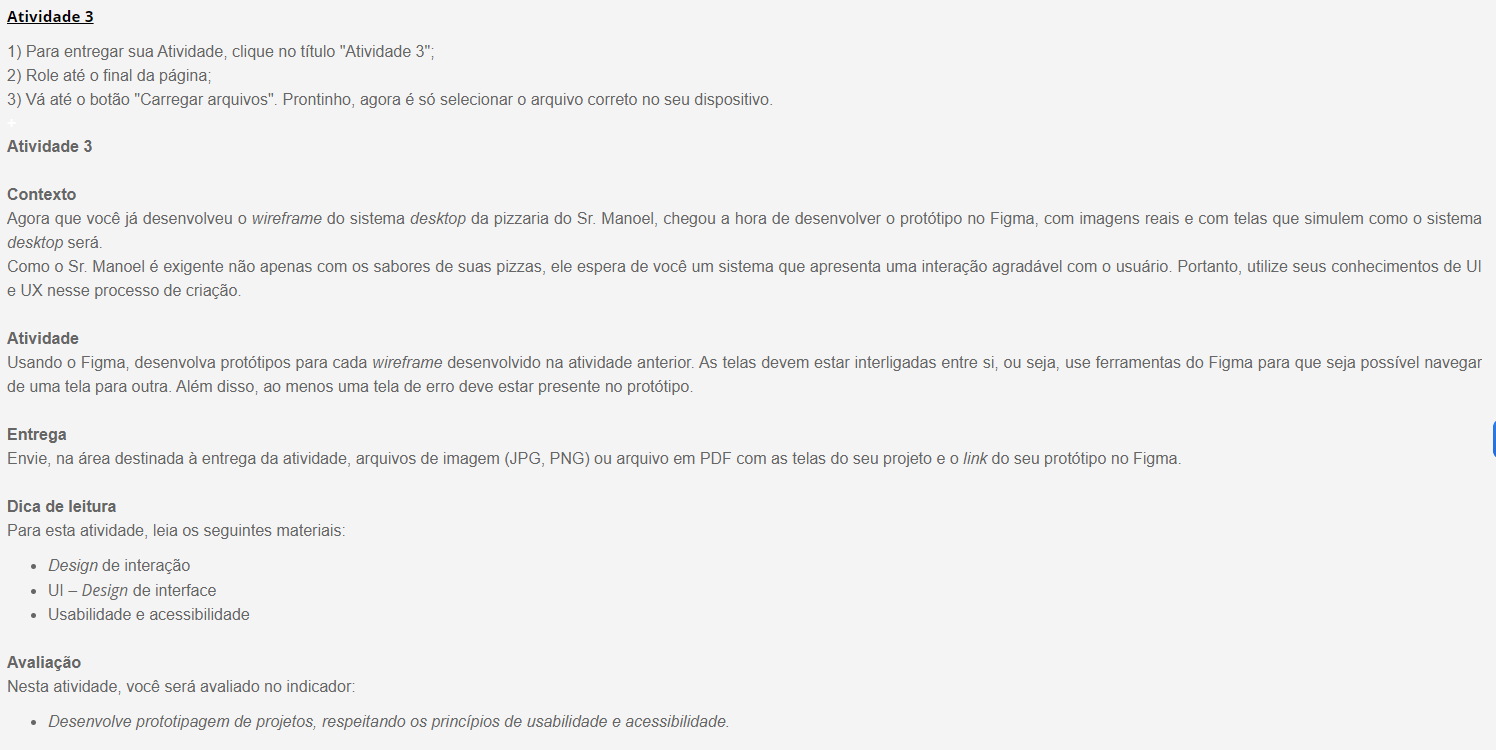 Atividade 3
1) Para entregar sua Atividade, clique no título "Atividade 3";
2) Role até o final da página;
3) Vá até o botão "Carregar arquivos". Prontinho, agora é só selecionar o arquivo correto no seu dispositivo.
+
Atividade 3
Contexto
Agora que você já desenvolveu o wireframe do sistema desktop da pizzaria do Sr. Manoel, chegou a hora de desenvolver o protótipo no Figma, com imagens reais e com telas que simulem como o sistema
desktop será.
Como o Sr. Manoel é exigente não apenas com os sabores de suas pizzas, ele espera de você um sistema que apresenta uma interação agradável com o usuário. Portanto, utilize seus conhecimentos de UI
e UX nesse processo de criação.
Atividade
Usando o Figma, desenvolva protótipos para cada wireframe desenvolvido na atividade anterior. As telas devem estar interligadas entre si, ou seja, use ferramentas do Figma para que seja possível navegar
de uma tela para outra. Além disso, ao menos uma tela de erro deve estar presente no protótipo.
Entrega
Envie, na área destinada à entrega da atividade, arquivos de imagem (JPG, PNG) ou arquivo em PDF com as telas do seu projeto e o link do seu protótipo no Figma.
Dica de leitura
Para esta atividade, leia os seguintes materiais:
• Design de interação
• UI – Design de interface
• Usabilidade e acessibilidade
Avaliação
Nesta atividade, você será avaliado no indicador:
• Desenvolve prototipagem de projetos, respeitando os princípios de usabilidade e acessibilidade.